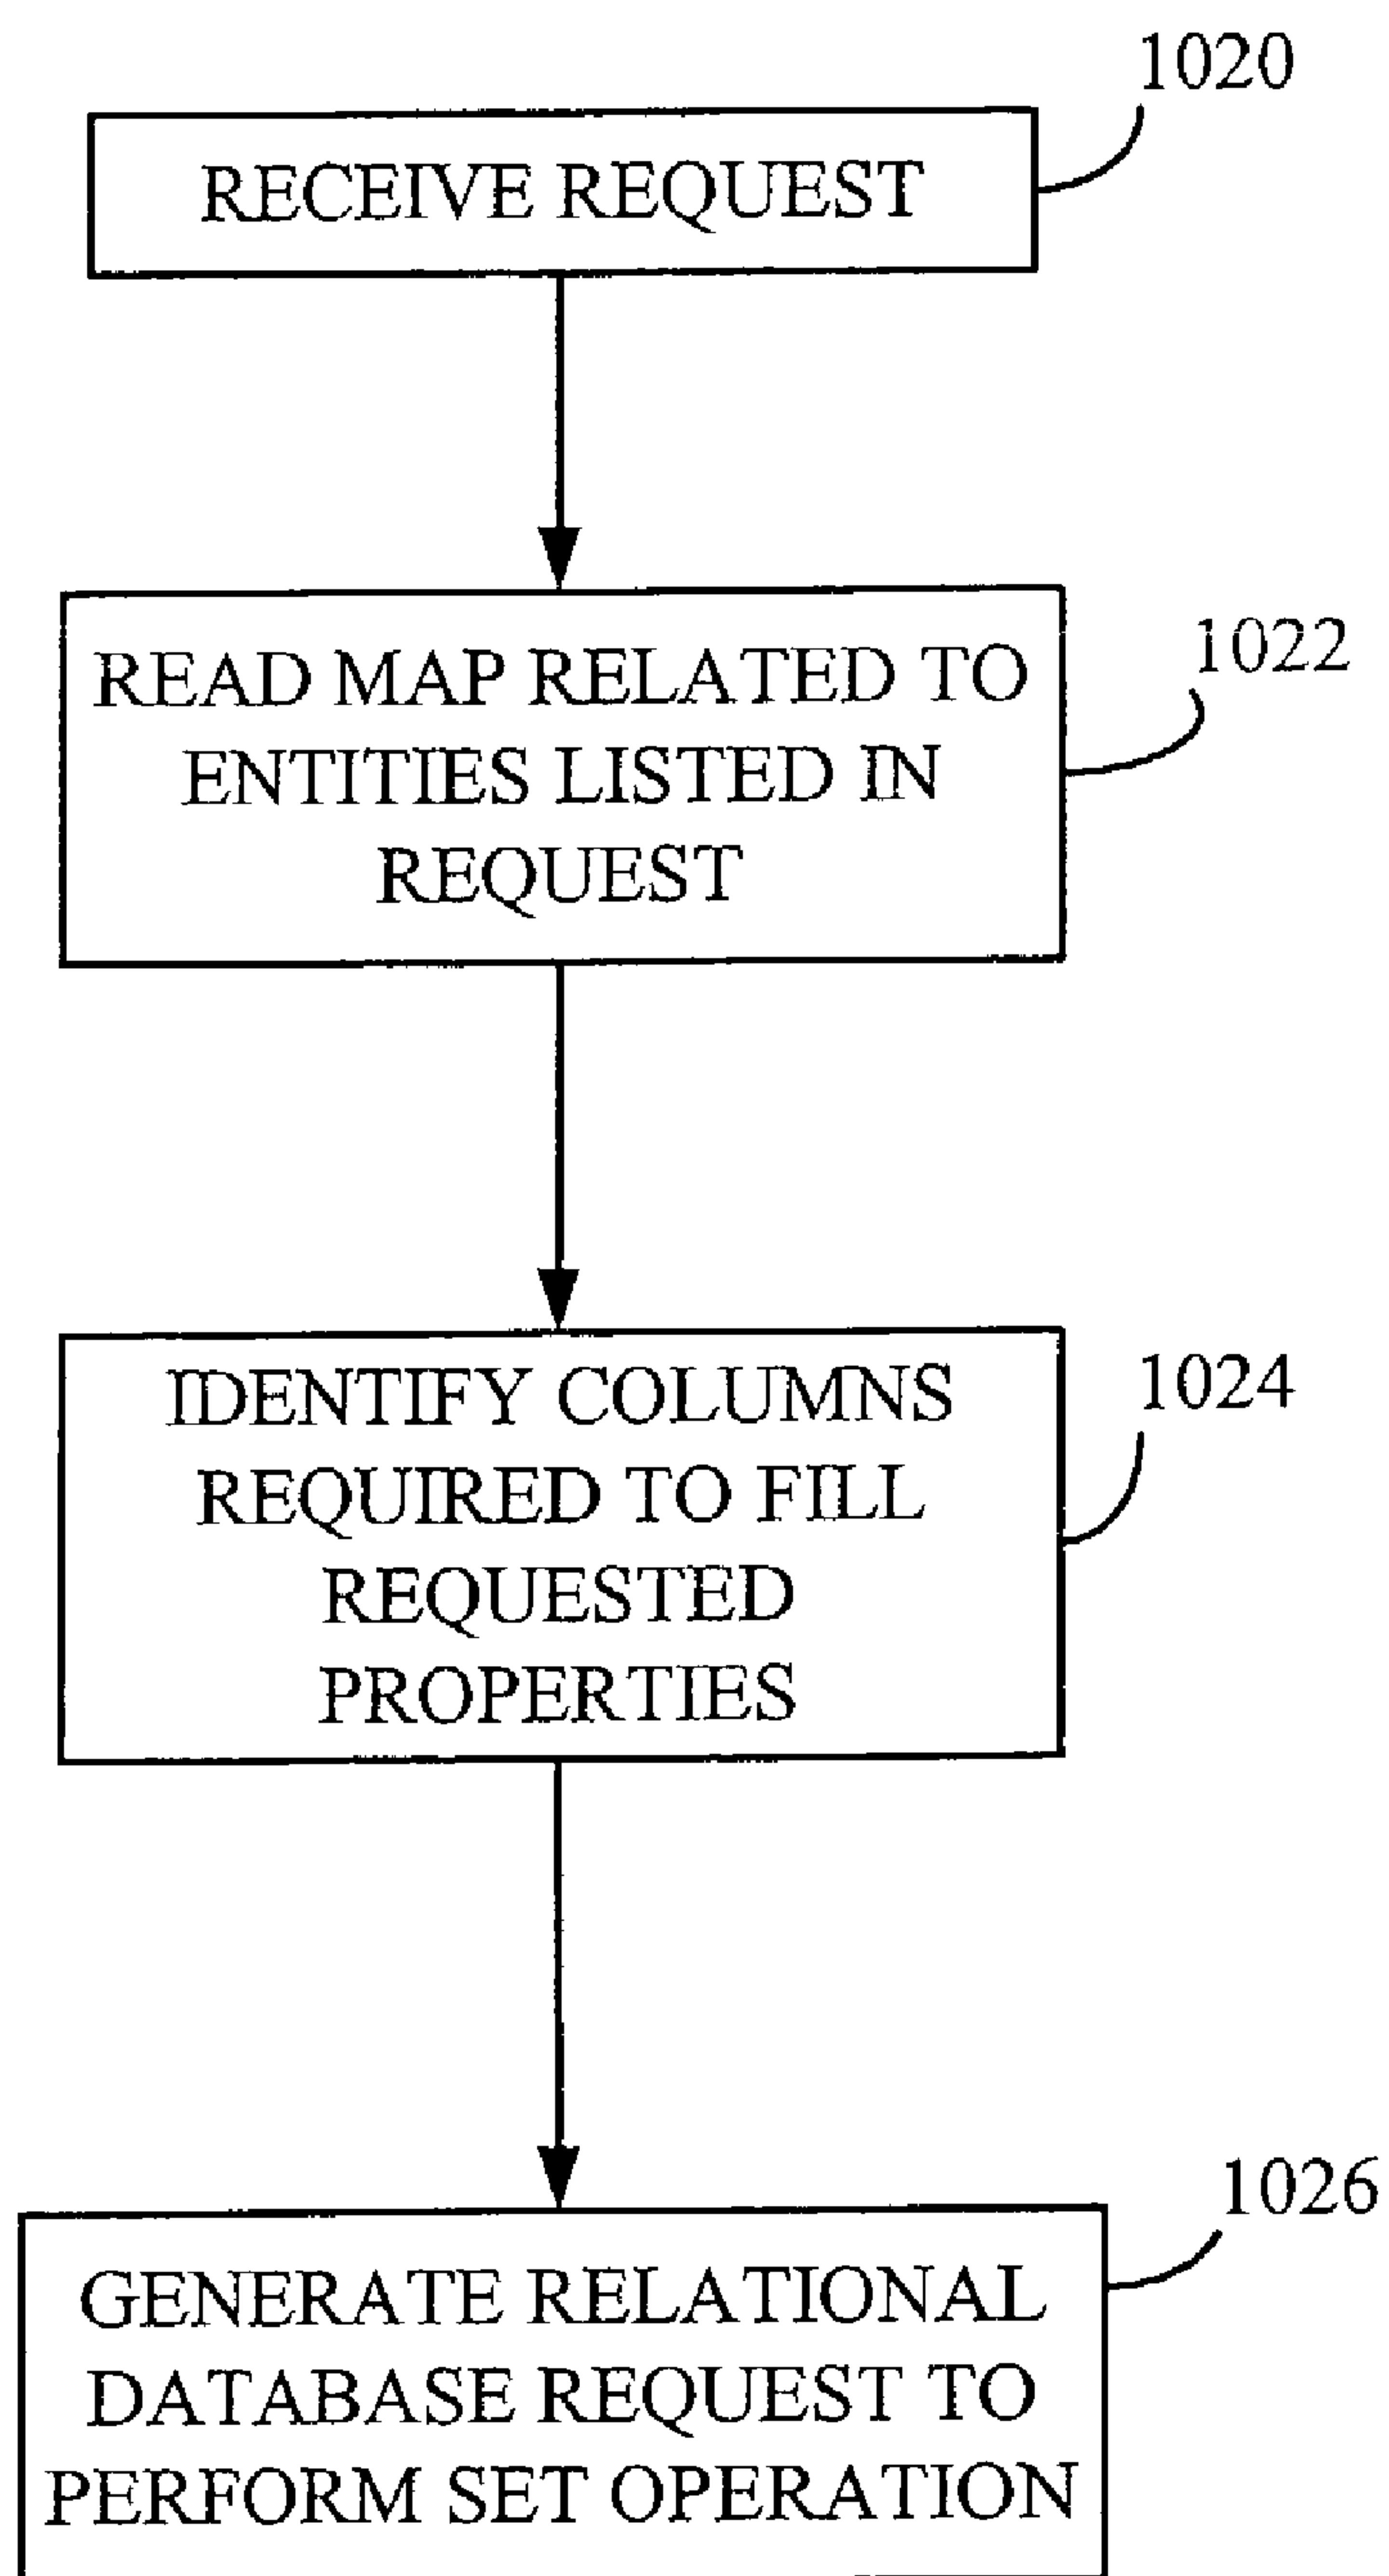 1020
RECEIVE REQUEST
1022
READ MAP RELATED TO
ENTITIES LISTED IN
REQUEST
1024
IDENTIFY COLUMNS
REQUIRED TO FILL
REQUESTED
PROPERTIES
1026
GENERATE RELATIONAL
DATABASE REQUEST TO
PERFORM SET OPERATION